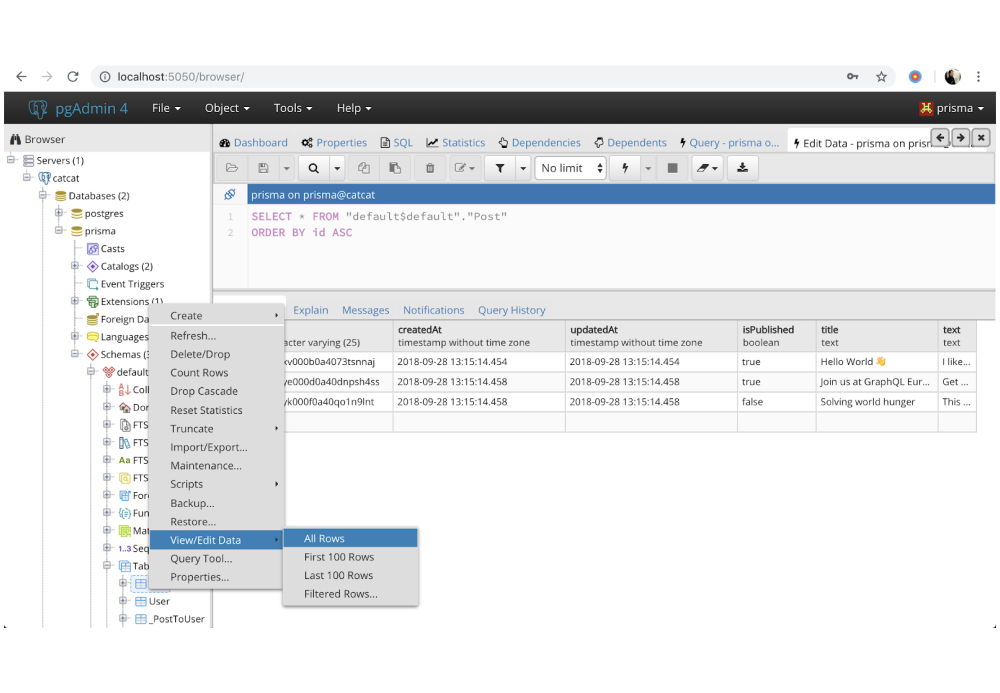 localhost:5050/browser/
pgAdmin 4 File Object Tools Help prisma
Browser
Dashboard Properties SQL Statistics Dependencies Dependents Query - prisma o... Edit Data - prisma on prism
Servers (1)
catcat
Databases (2)
postgres
prisma
Casts
Catalogs (2)
Event Triggers
Extensions (1)
Foreign Da
Languages
Schemas (3
default
Coll
Dor
FTS
FTS
Aa FTS
FTS
Fore
Fun
Mat
1..3 Seq
Tab
User
_PostToUser
No limit
prisma on prisma@catcat
1 SELECT * FROM "default$default"."Post"
2 ORDER BY id ASC
Explain Messages Notifications Query History
acter varying (25) createdAt
timestamp without time zone updatedAt
timestamp without time zone isPublished
boolean title
text text
text
xv000b0a4073tsnnaj 2018-09-28 13:15:14.454 2018-09-28 13:15:14.454 true Hello World 👋 I like...
ye000d0a40dnpsh4ss 2018-09-28 13:15:14.458 2018-09-28 13:15:14.458 true Join us at GraphQL Eur... Get ...
yk000f0a40qo1n9lnt 2018-09-28 13:15:14.458 2018-09-28 13:15:14.458 false Solving world hunger This ...
Create
Refresh...
Delete/Drop
Count Rows
Drop Cascade
Reset Statistics
Truncate
Import/Export...
Maintenance...
Scripts
Backup...
Restore...
View/Edit Data
Query Tool...
Properties...
All Rows
First 100 Rows
Last 100 Rows
Filtered Rows...